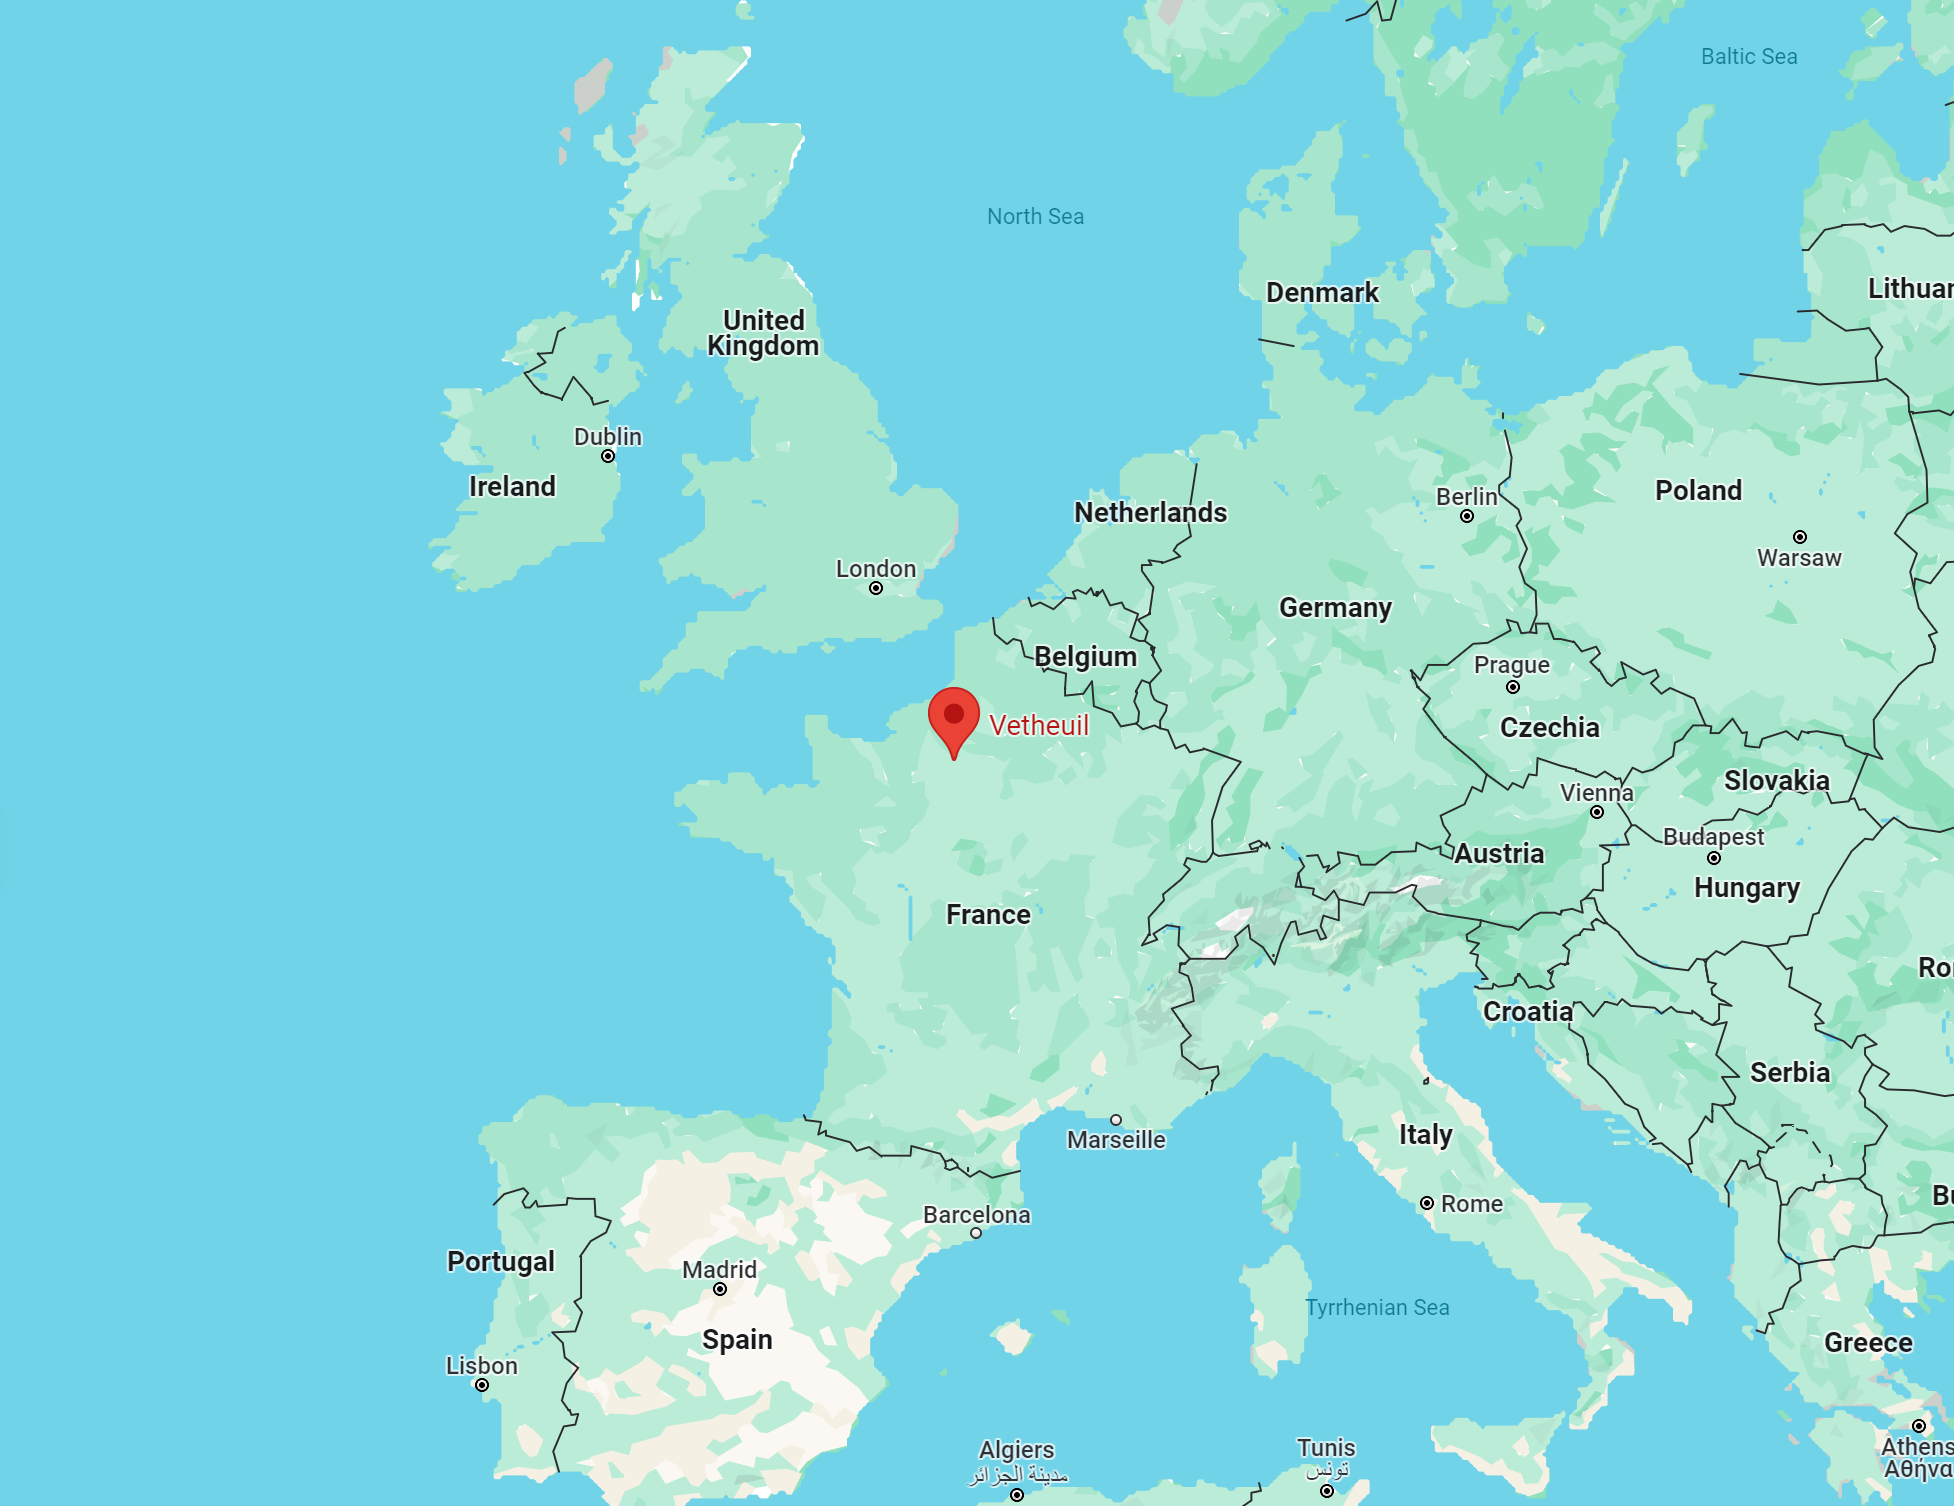 Baltic Sea
North Sea
Denmark
Lithuar
United
Kingdom
Dublin
Ireland
Netherlands
Berlin
Poland
Warsaw
London
Germany
Belgium
Prague
Czechia
Vetheuil
Slovakia
Vienna
Budapest
Austria
Hungary
France
Ro
Croatia
Serbia
Marseille
Italy
Bu
Rome
Barcelona
Portugal
Madrid
Tyrrhenian Sea
Spain
Greece
Lisbon
Algiers
مدينة الجزائر
Tunis
تونس
Athens
Αθήνα